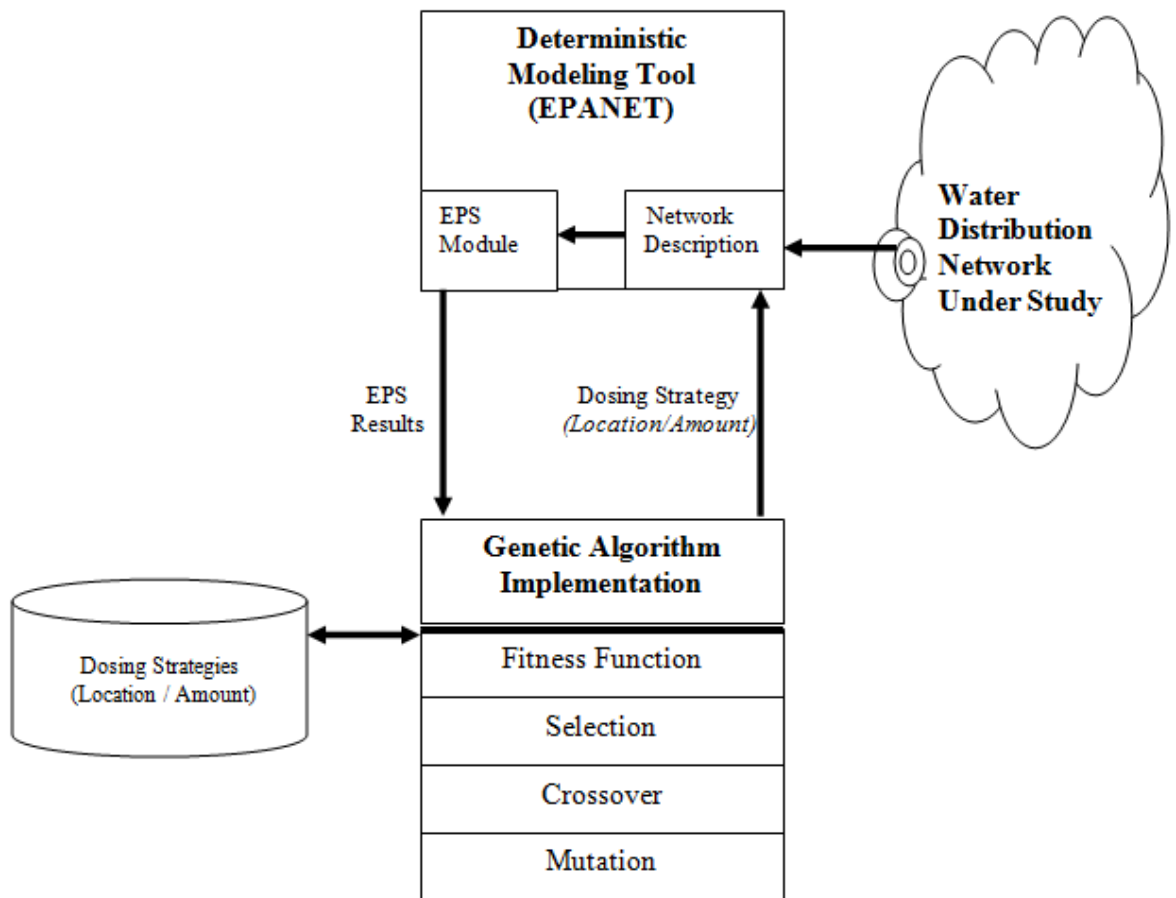 Deterministic
Modeling Tool
(EPANET)
EPS
Module
Network
Description
Water
Distribution
Network
Under Study
EPS
Results
Dosing Strategy
(Location/Amount)
Genetic Algorithm
Implementation
Dosing Strategies
(Location / Amount)
Fitness Function
Selection
Crossover
Mutation